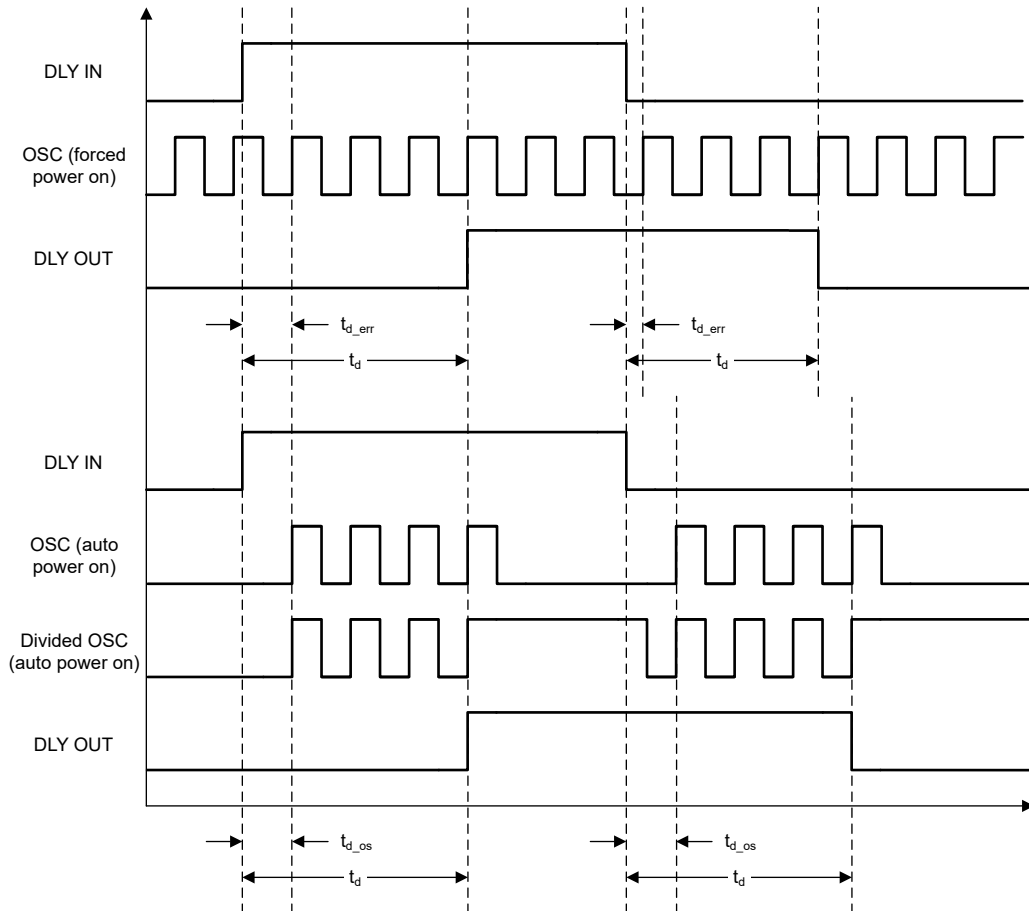 DLY IN
OSC (forced
power on)
DLY OUT
t_d_err
t_d_err
t_d
t_d
DLY IN
OSC (auto
power on)
Divided OSC
(auto power on)
DLY OUT
t_d_os
t_d_os
t_d
t_d